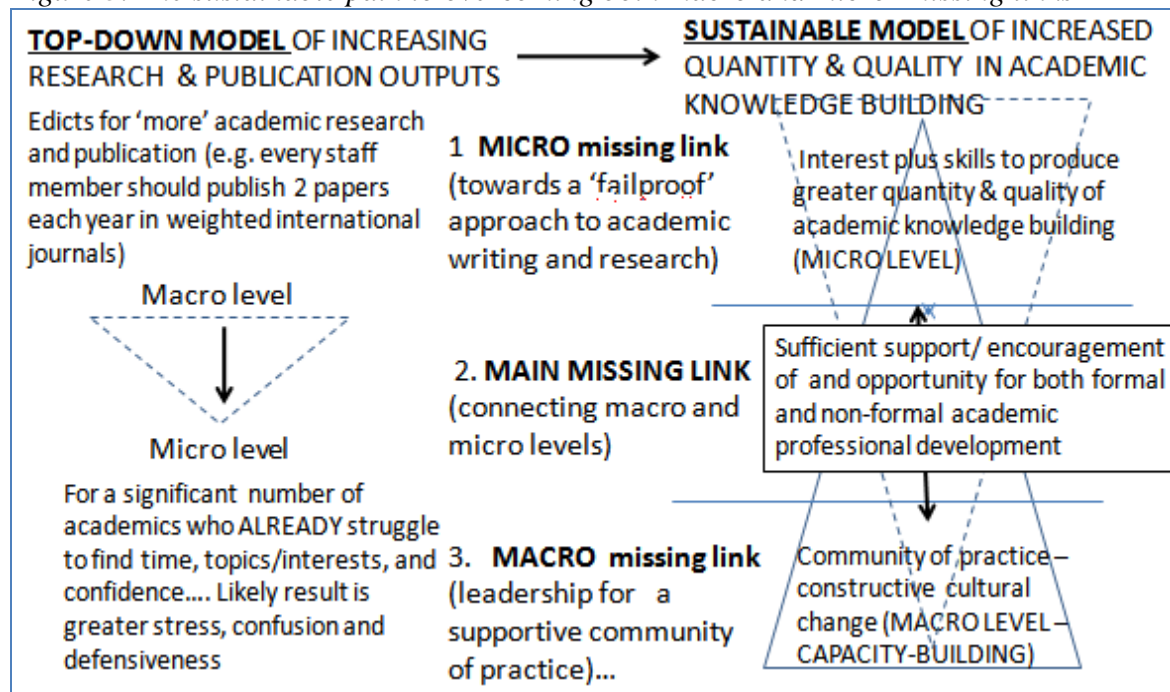 TOP-DOWN MODEL OF INCREASING
RESEARCH & PUBLICATION OUTPUTS
Edicts for 'more' academic research
and publication (e.g. every staff
member should publish 2 papers
each year in weighted international
journals)
Macro level
Micro level
For a significant number of
academics who ALREADY struggle
to find time, topics/interests, and
confidence…. Likely result is
greater stress, confusion and
defensiveness
1 MICRO missing link
(towards a 'failproof'
approach to academic
writing and research)
2. MAIN MISSING LINK
(connecting macro and
micro levels)
3. MACRO missing link
(leadership for a
supportive community
of practice)…
SUSTAINABLE MODEL OF INCREASED
QUANTITY & QUALITY IN ACADEMIC
KNOWLEDGE BUILDING
Interest plus skills to produce
greater quantity & quality of
academic knowledge building
(MICRO LEVEL)
Sufficient support/ encouragement
of and opportunity for both formal
and non-formal academic
professional development
Community of practice –
constructive cultural
change (MACRO LEVEL –
CAPACITY-BUILDING)